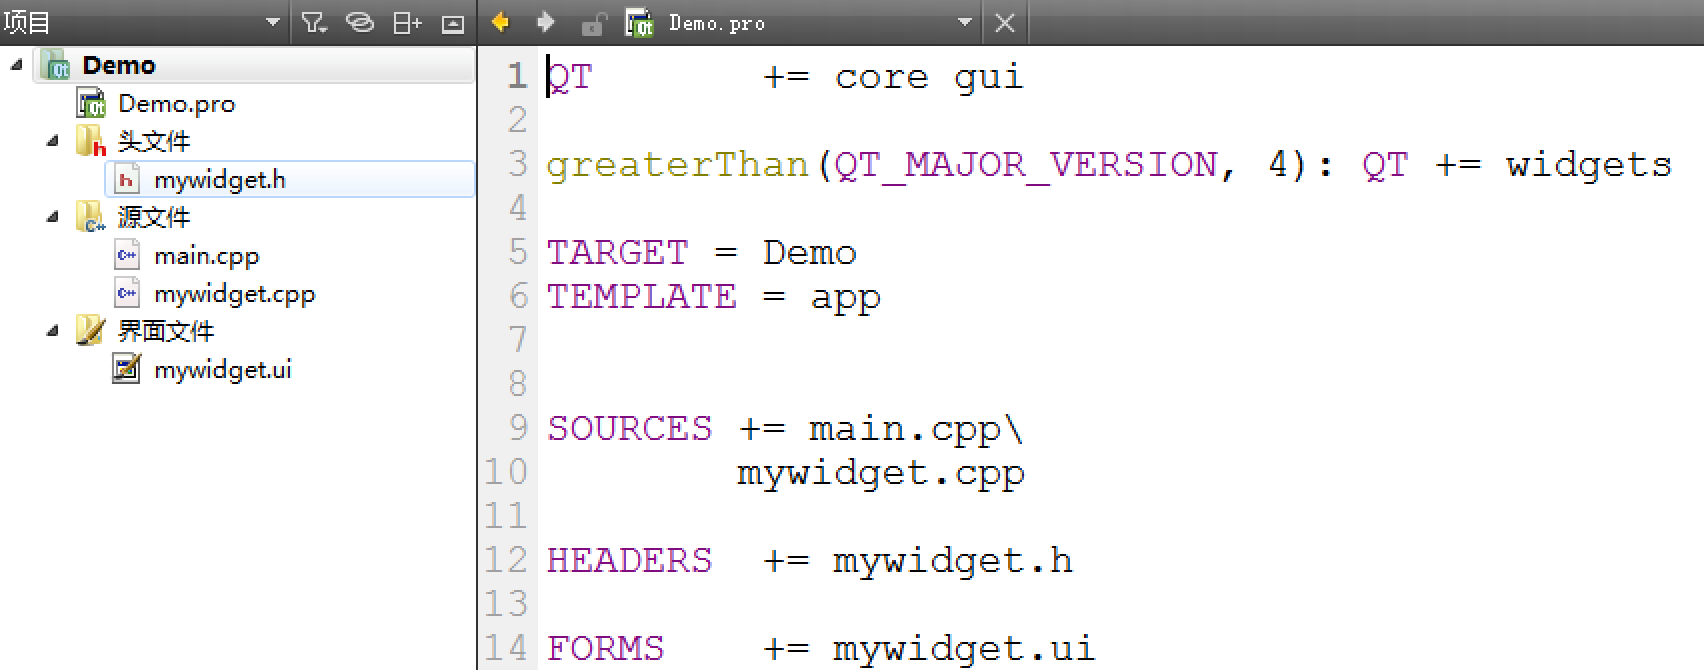 项目
Demo
Demo.pro
头文件
mywidget.h
源文件
main.cpp
mywidget.cpp
界面文件
mywidget.ui
Demo.pro
1 QT       += core gui
2
3 greaterThan(QT_MAJOR_VERSION, 4): QT += widgets
4
5 TARGET = Demo
6 TEMPLATE = app
7
8
9 SOURCES += main.cpp\
10         mywidget.cpp
11
12 HEADERS  += mywidget.h
13
14 FORMS    += mywidget.ui